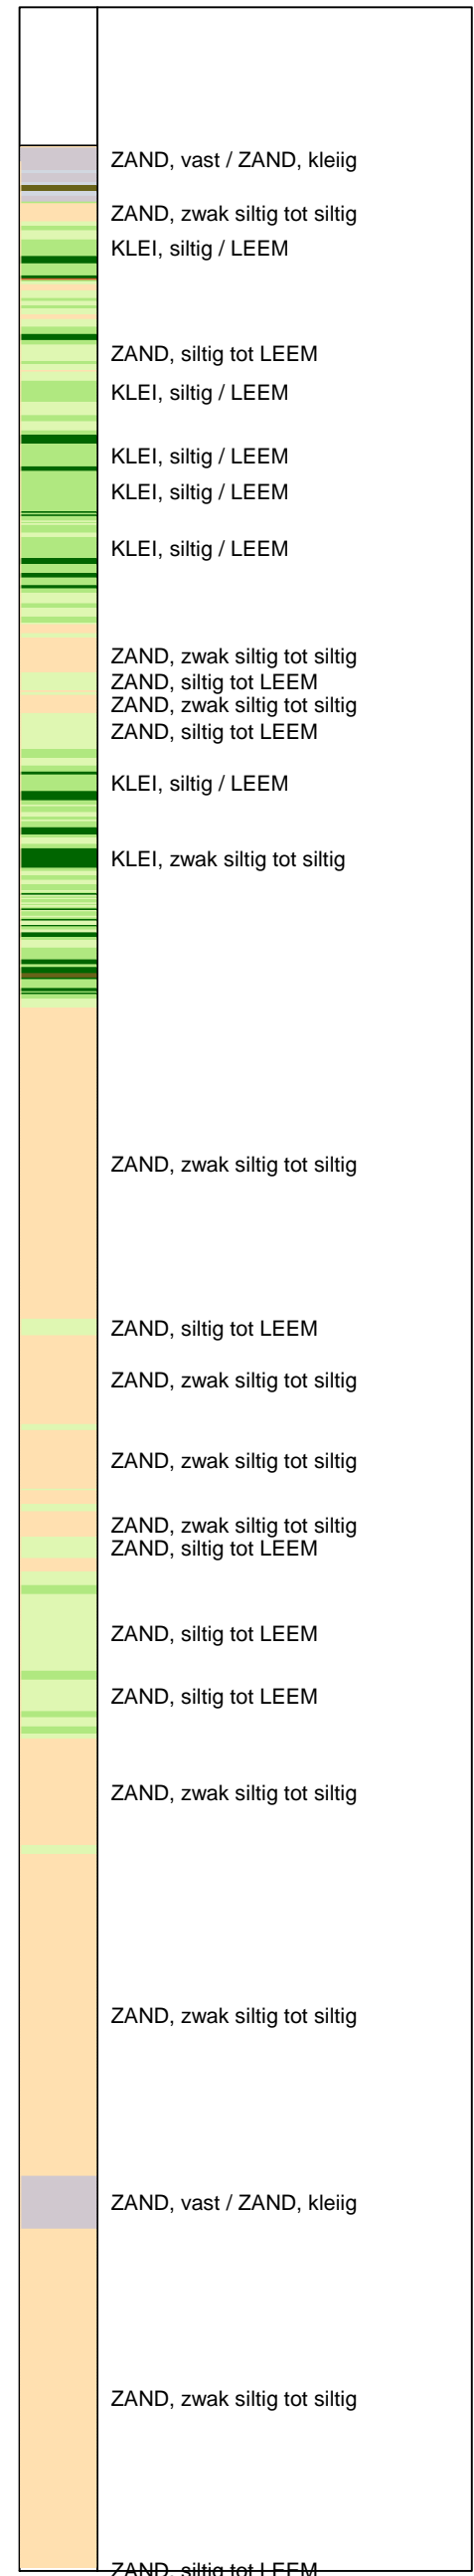 ZAND, vast / ZAND, kleiig
ZAND, zwak siltig tot siltig
KLEI, siltig / LEEM
ZAND, siltig tot LEEM
KLEI, siltig / LEEM
KLEI, siltig / LEEM
KLEI, siltig / LEEM
KLEI, siltig / LEEM
ZAND, zwak siltig tot siltig
ZAND, siltig tot LEEM
ZAND, zwak siltig tot siltig
ZAND, siltig tot LEEM
KLEI, siltig / LEEM
KLEI, zwak siltig tot siltig
ZAND, zwak siltig tot siltig
ZAND, siltig tot LEEM
ZAND, zwak siltig tot siltig
ZAND, zwak siltig tot siltig
ZAND, zwak siltig tot siltig
ZAND, siltig tot LEEM
ZAND, siltig tot LEEM
ZAND, siltig tot LEEM
ZAND, zwak siltig tot siltig
ZAND, zwak siltig tot siltig
ZAND, vast / ZAND, kleiig
ZAND, zwak siltig tot siltig
ZAND, siltig tot LEEM